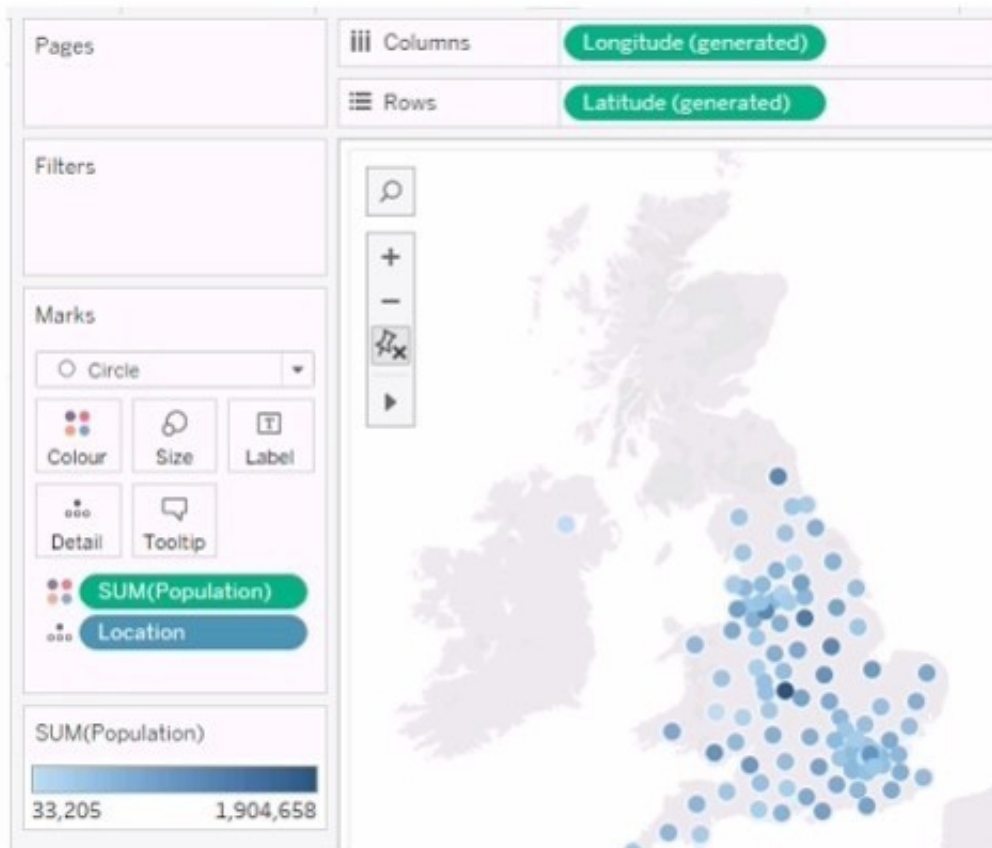 Pages
Columns
Longitude (generated)
Rows
Latitude (generated)
Filters
Marks
Circle
Colour
Size
T
Label
Detail
Tooltip
SUM(Population)
Location
SUM(Population)
33,205
1,904,658